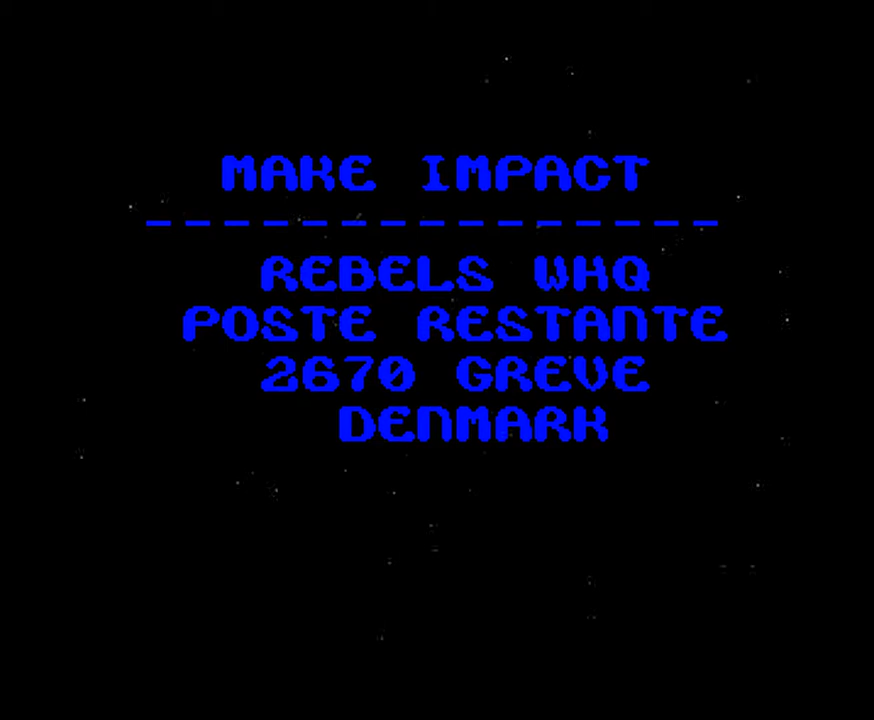 MAKE IMPACT
- - - - - - - - - - - - - - -
REBELS WHQ
POSTE RESTANTE
2670 GREVE
DENMARK